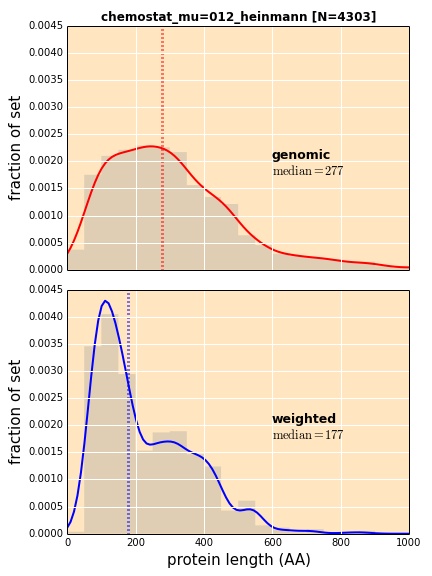 chemostat_mu=012_heinmann [N=4303]
0.0045
0.0040
0.0035
0.0030
0.0025
0.0020
0.0015
0.0010
0.0005
0.0000
fraction of set
genomic
median=277
0.0045
0.0040
0.0035
0.0030
0.0025
0.0020
0.0015
0.0010
0.0005
0.0000
fraction of set
weighted
median=177
0 200 400 600 800 1000
protein length (AA)